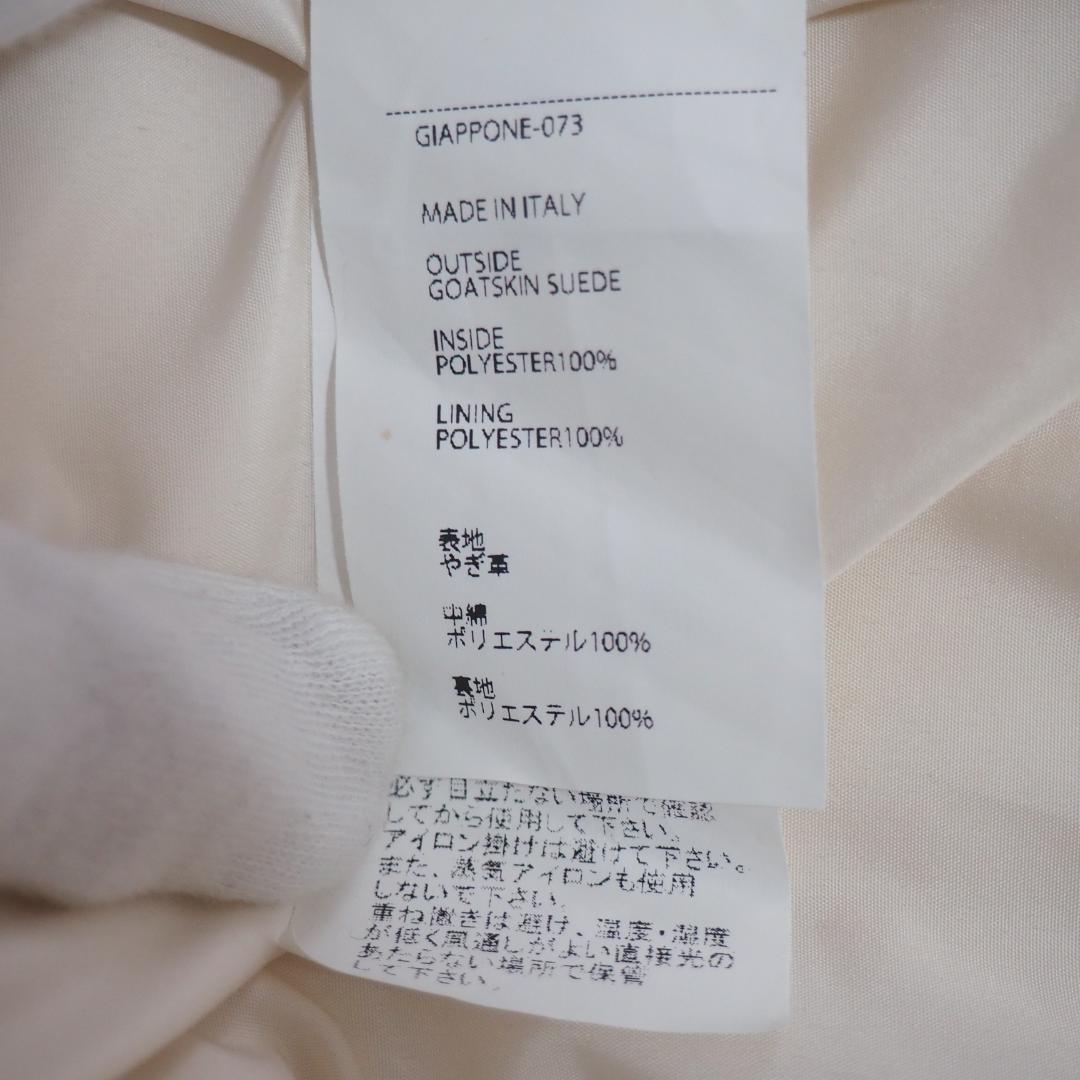 GIAPPONE-073
MADE IN ITALY
OUTSIDE
GOATSKIN SUEDE
INSIDE
POLYESTER100%
LINING
POLYESTER100%
表地
やぎ革
中綿
ポリエステル100%
裏地
ポリエステル100%
必ず目立たない場所で確認
してから使用して下さい。
アイロン掛けは避けて下さい。
また、蒸気アイロンも使用
しないで下さい。
重ね置きは避け、温度・湿度
が低く風通しがよい直接光の
あたらない場所で保管
して下さい。